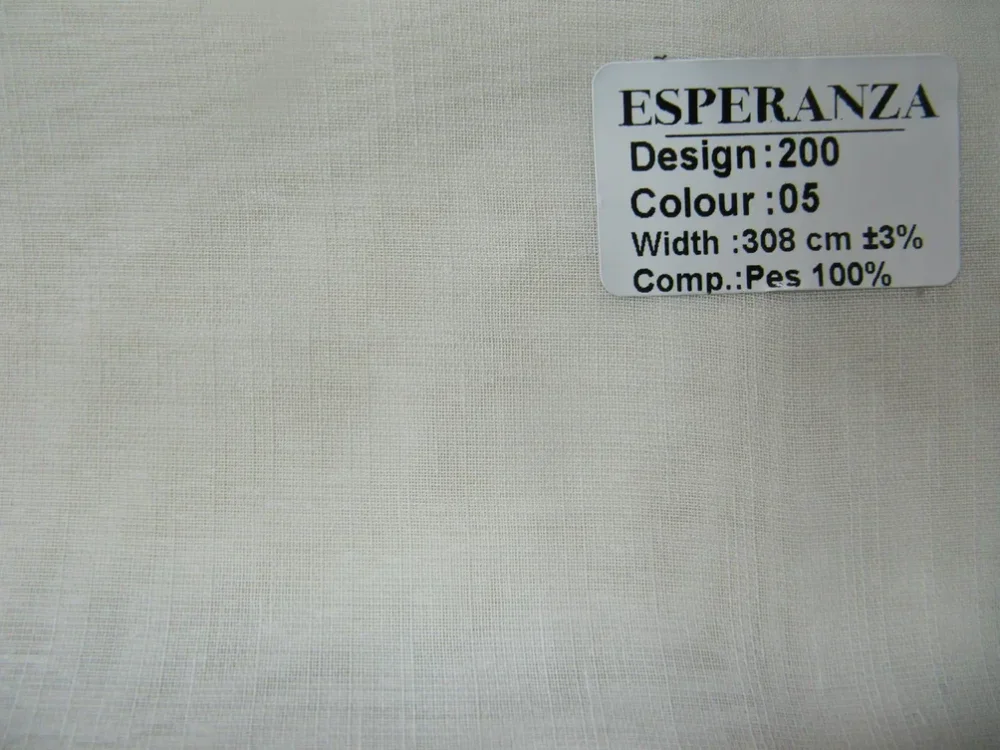 ESPERANZA
Design:200
Colour :05
Width :308 cm ±3%
Comp.:Pes 100%